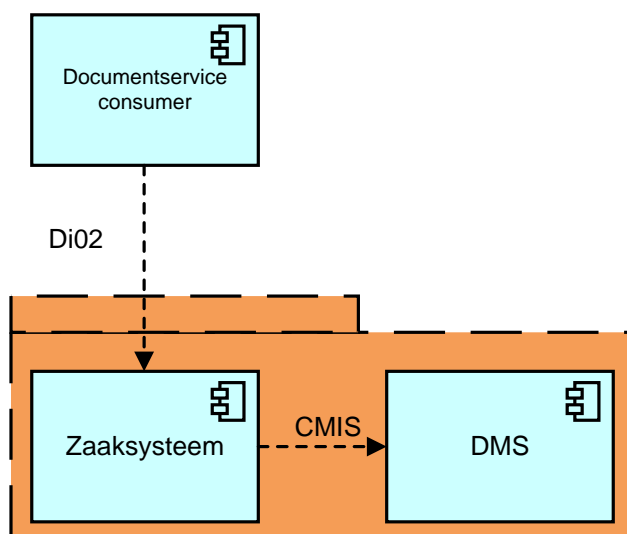 Documentservice
consumer
Di02
Zaaksysteem
CMIS
DMS